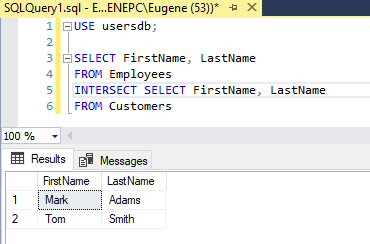 SQLQuery1.sql - E...ENEPC\Eugene (53))*
1 USE usersdb;
2
3 SELECT FirstName, LastName
4 FROM Employees
5 INTERSECT SELECT FirstName, LastName
6 FROM Customers
100 %
Results Messages
FirstName LastName
1 Mark Adams
2 Tom Smith